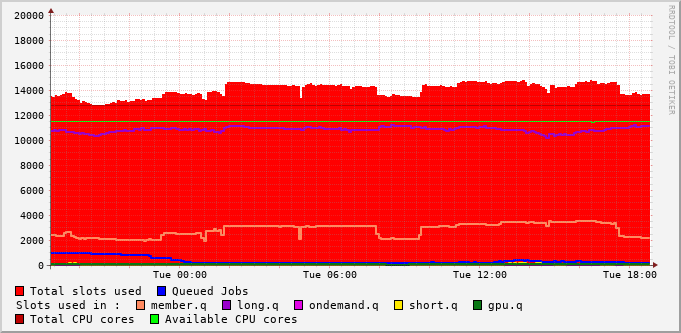 RRDTOOL / TOBI OETIKER
20000
18000
16000
14000
12000
10000
8000
6000
4000
2000
0
Tue 00:00 Tue 06:00 Tue 12:00 Tue 18:00
Total slots used Queued Jobs
Slots used in : member.q long.q ondemand.q short.q gpu.q
Total CPU cores Available CPU cores